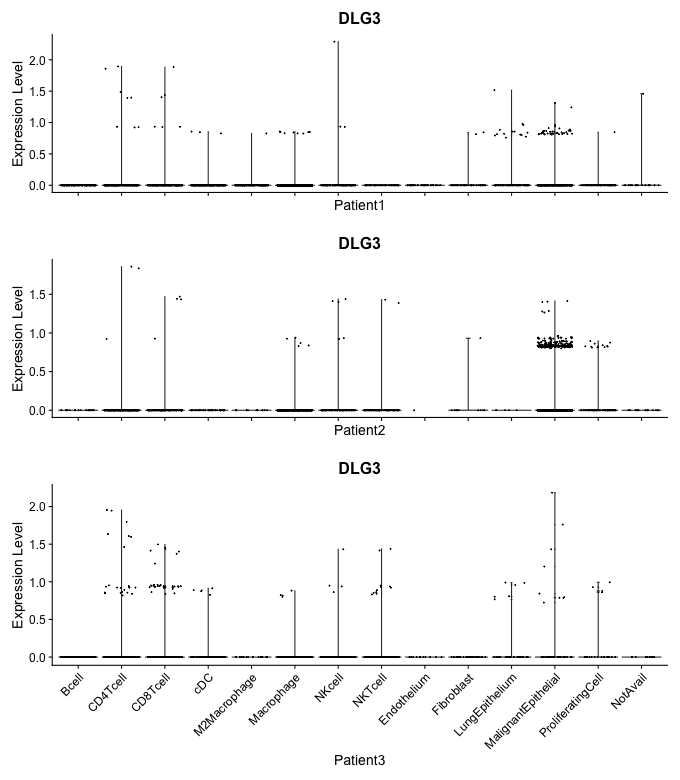 DLG3
Expression Level
2.0
1.5
1.0
0.5
0.0
Patient1
DLG3
Expression Level
1.5
1.0
0.5
0.0
Patient2
DLG3
Expression Level
2.0
1.5
1.0
0.5
0.0
Bcell
CD4Tcell
CD8Tcell
cDC
M2Macrophage
Macrophage
NKcell
NKTcell
Endothelium
Fibroblast
LungEpithelium
MalignantEpithelial
ProliferatingCell
NotAvail
Patient3